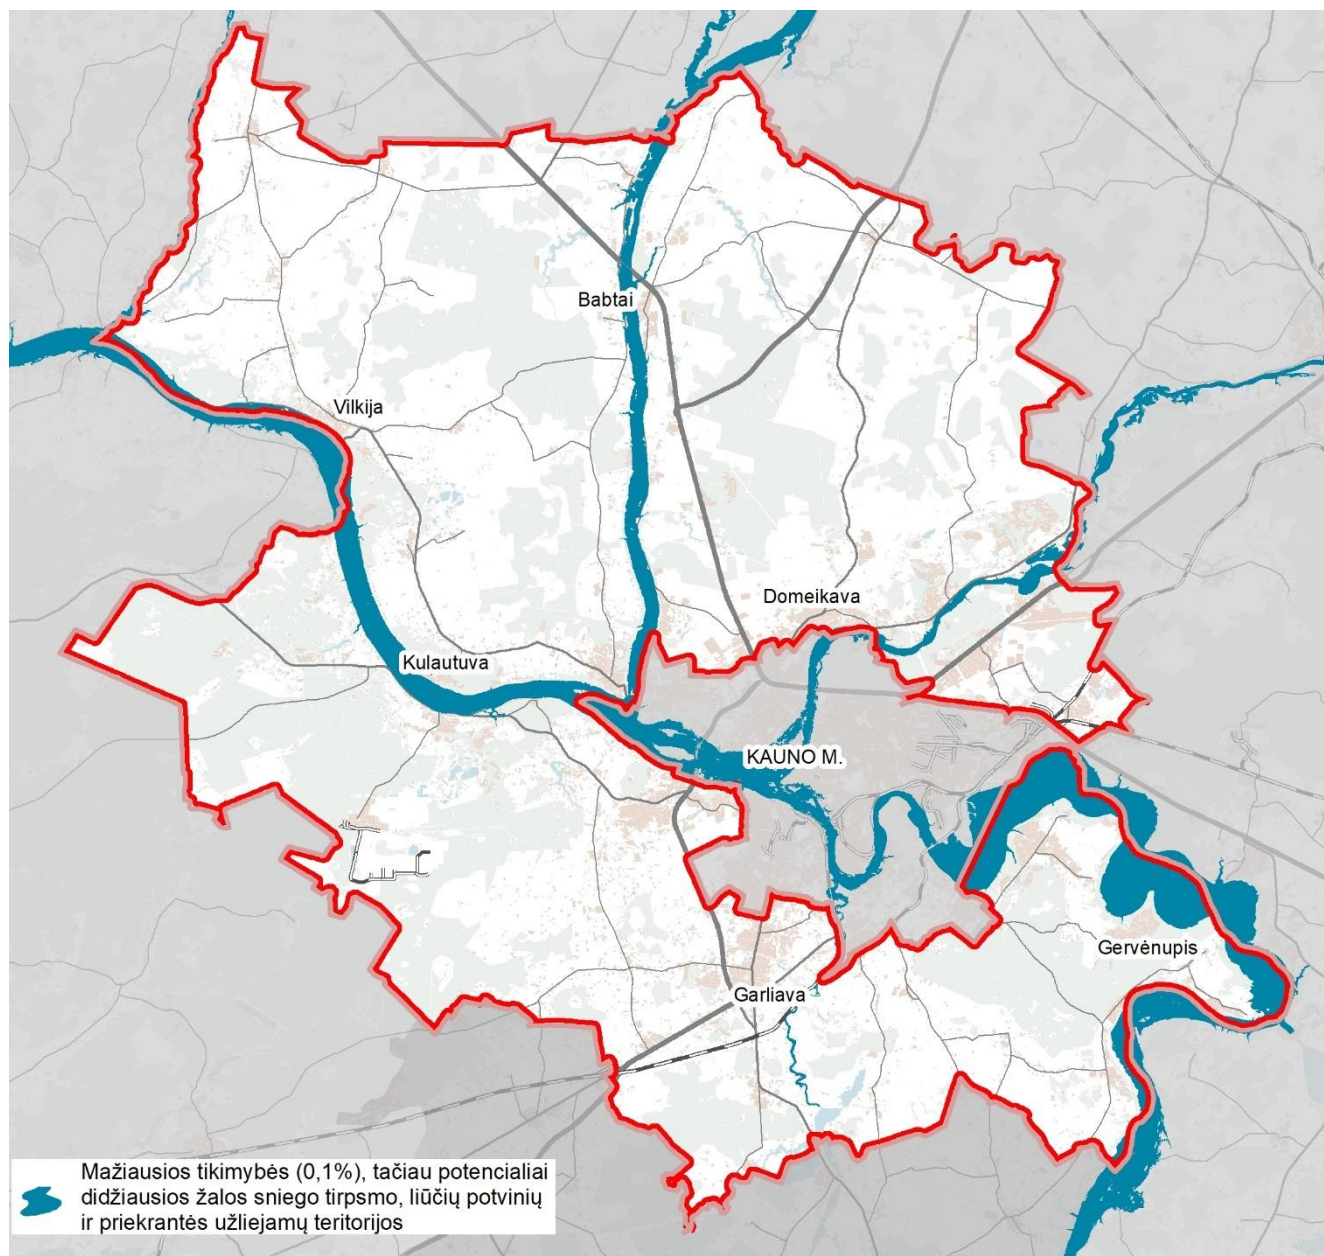 Babtai
Vilkija
Domeikava
Kulautuva
KAUNO M.
Gervėnupis
Garliava
Mažiausios tikimybės (0,1%), tačiau potencialiai
didžiausios žalos sniego tirpsmo, liūčių potvinių
ir priekrantės užliejamų teritorijos